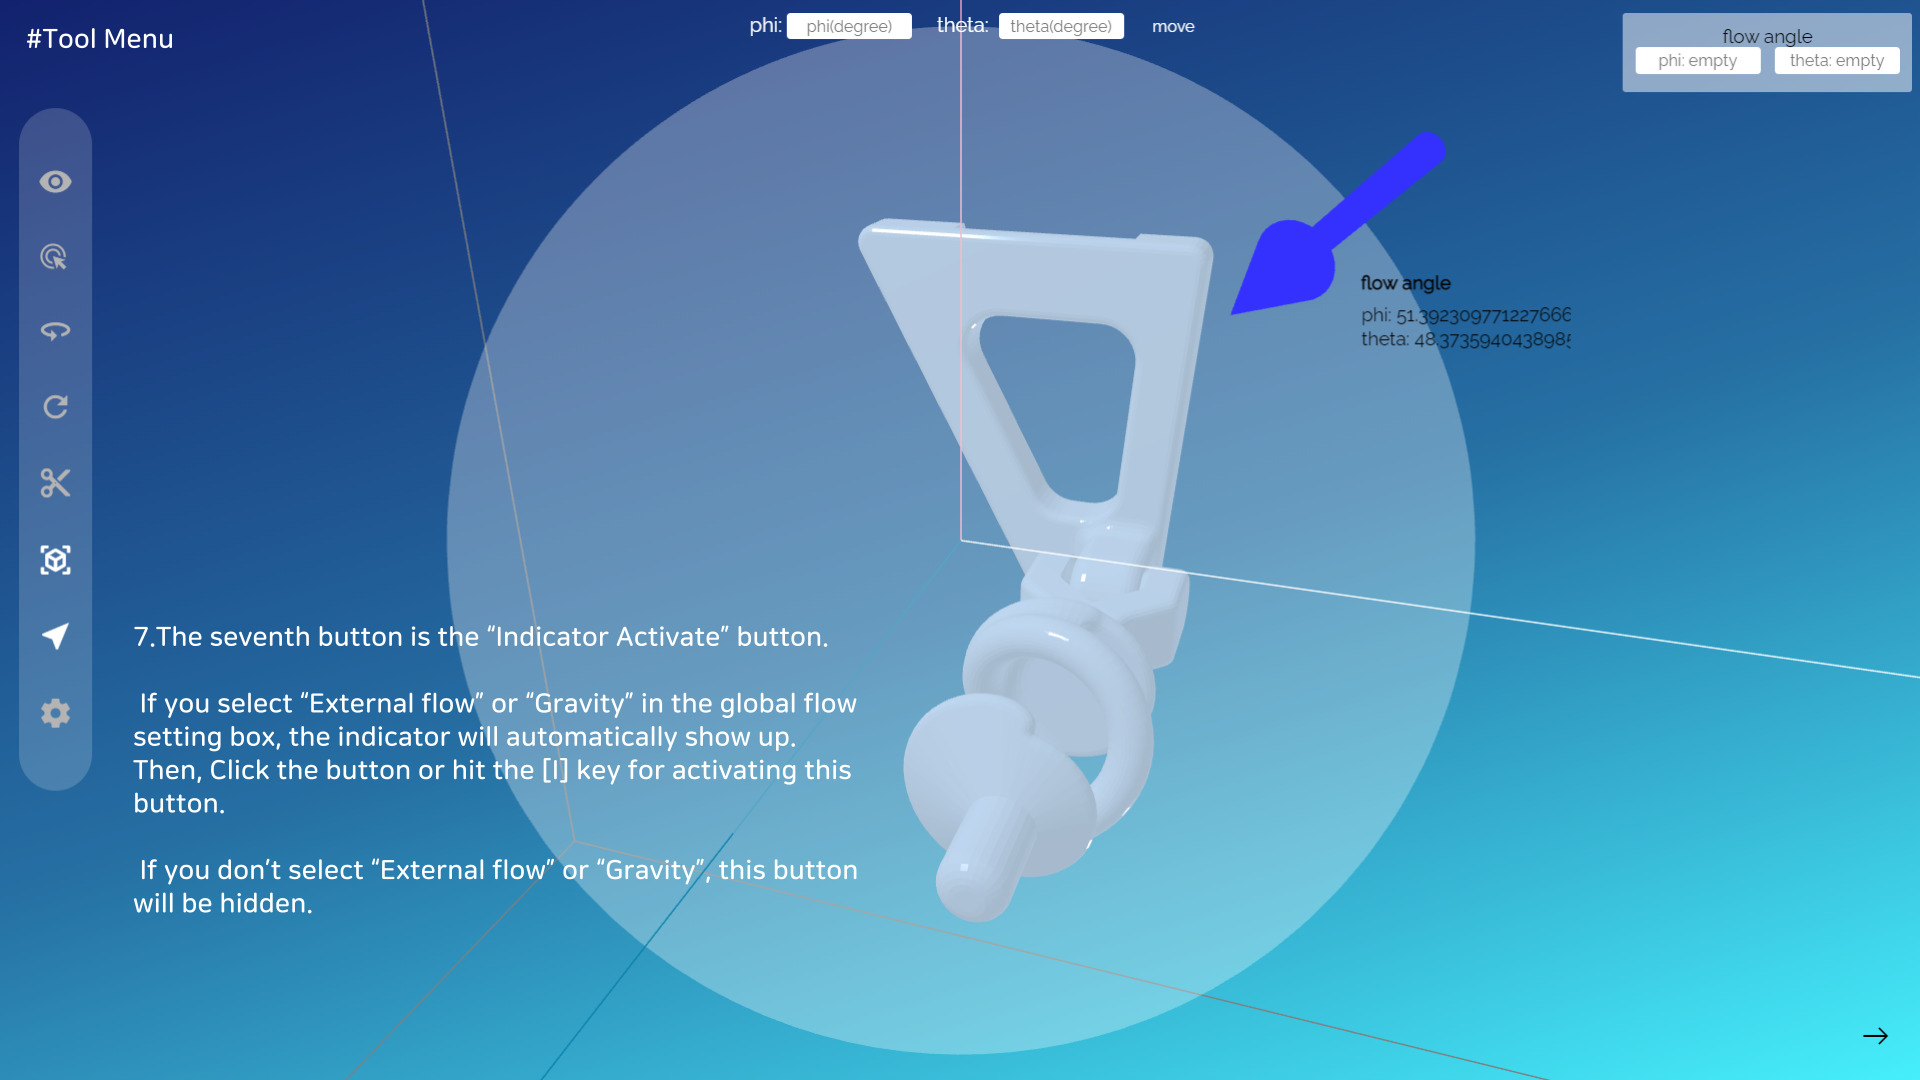 #Tool Menu
phi: phi(degree) theta: theta(degree) move
flow angle
phi: empty theta: empty
flow angle
phi: 51.392309771227666
theta: 48.373594043898
7.The seventh button is the “Indicator Activate” button.
If you select “External flow” or “Gravity” in the global flow
setting box, the indicator will automatically show up.
Then, Click the button or hit the [I] key for activating this
button.
If you don’t select “External flow” or “Gravity”, this button
will be hidden.